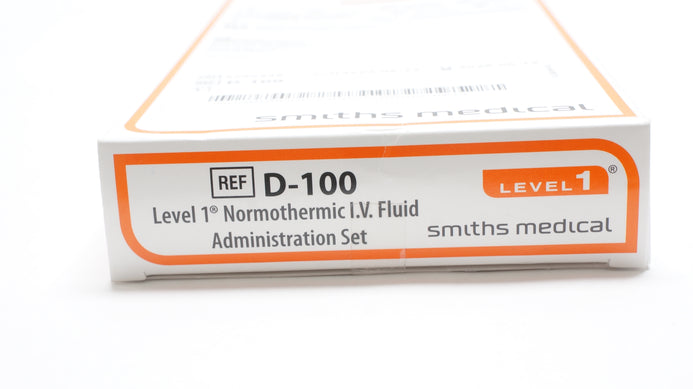 smiths medical
REF D-100
Level 1® Normothermic I.V. Fluid
Administration Set
LEVEL 1®
smiths medical